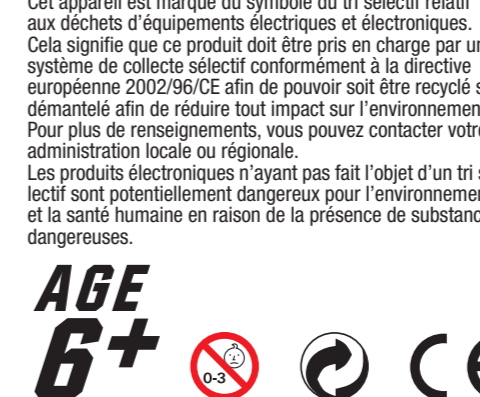 Cet appareil est marqué du symbole du tri sélectif relatif
aux déchets d’équipements électriques et électroniques.
Cela signifie que ce produit doit être pris en charge par un
système de collecte sélectif conformément à la directive
européenne 2002/96/CE afin de pouvoir soit être recyclé s
démantelé afin de réduire tout impact sur l’environnemen
Pour plus de renseignements, vous pouvez contacter votre
administration locale ou régionale.
Les produits électroniques n’ayant pas fait l’objet d’un tri s
lectif sont potentiellement dangereux pour l’environnemen
et la santé humaine en raison de la présence de substanc
dangereuses.
AGE
6+
0-3
CE